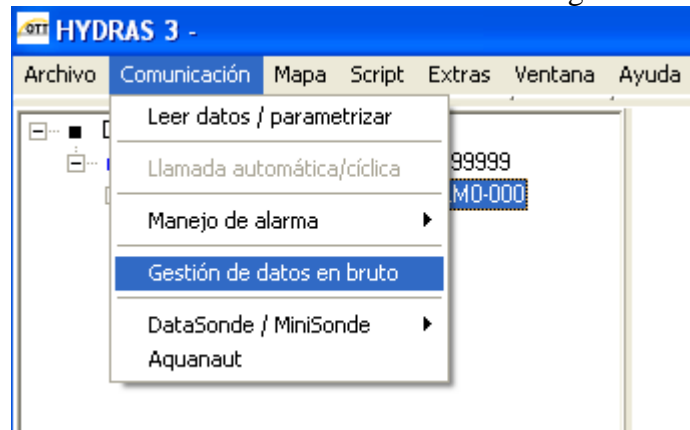 OTT HYDRAS 3 -
Archivo Comunicación Mapa Script Extras Ventana Ayuda
Leer datos / parametrizar
Llamada automática/cíclica
99999
Manejo de alarma
M0-000
Gestión de datos en bruto
DataSonde / MiniSonde
Aquanaut